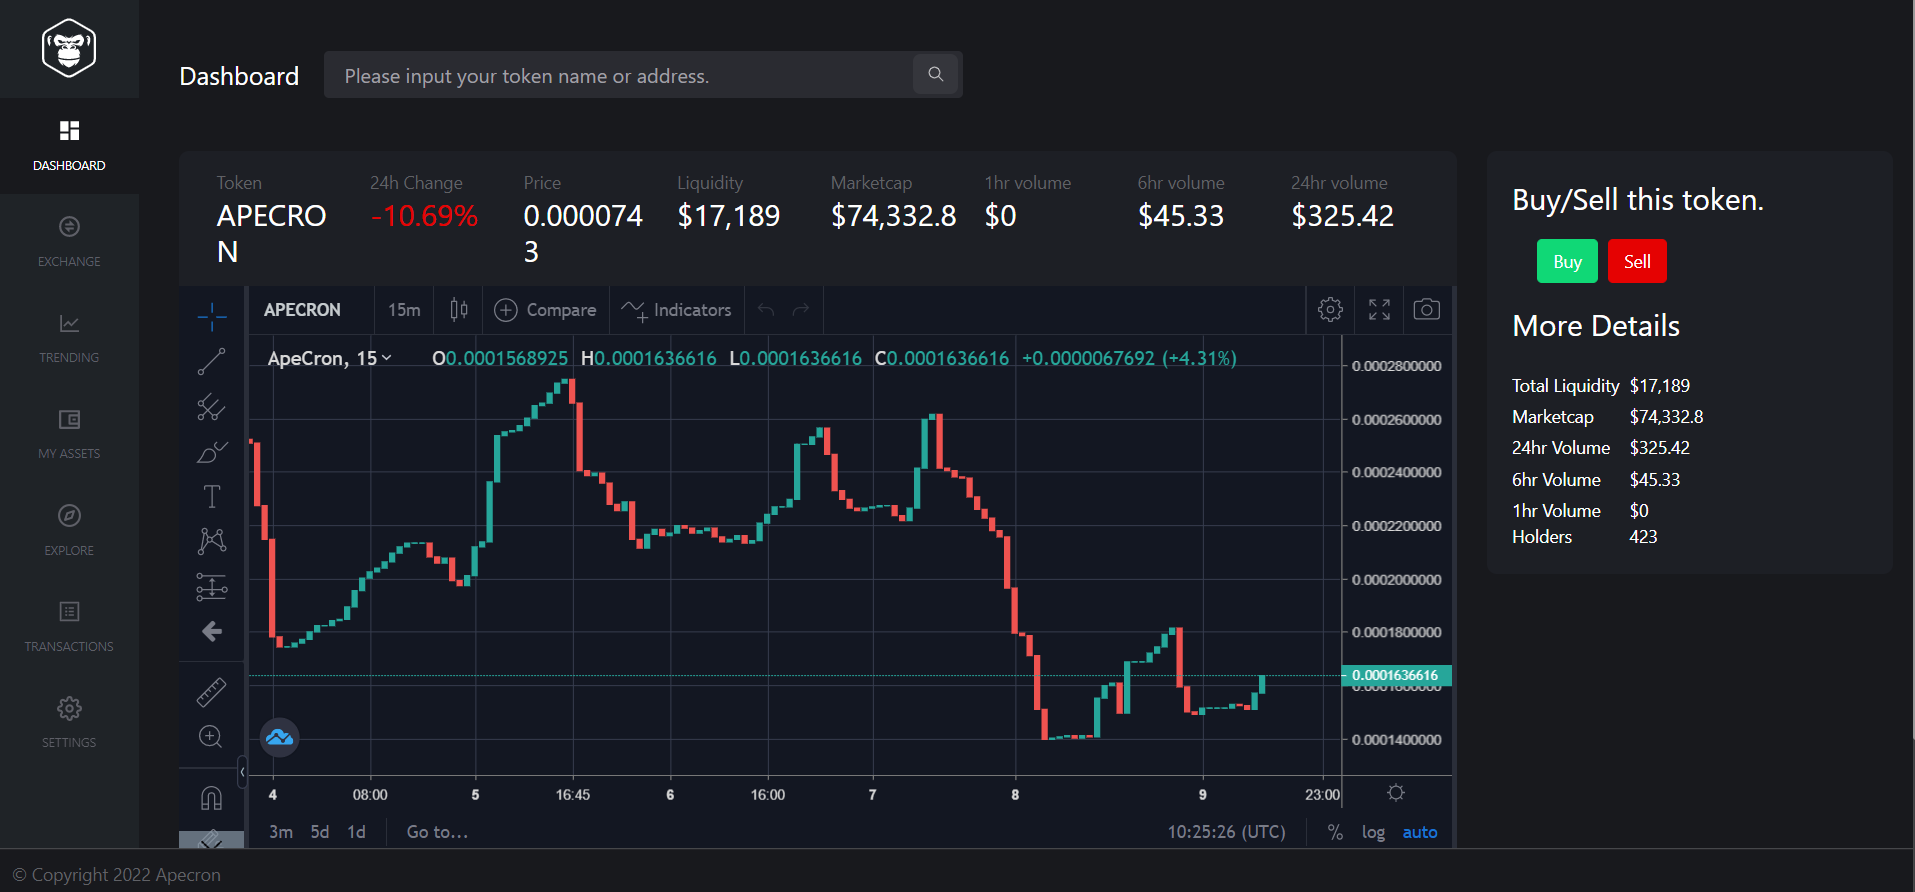 Dashboard
Please input your token name or address.
DASHBOARD
EXCHANGE
TRENDING
MY ASSETS
EXPLORE
TRANSACTIONS
SETTINGS
Token 24h Change Price Liquidity Marketcap 1hr volume 6hr volume 24hr volume
APECRO -10.69% 0.000074 $17,189 $74,332.8 $0 $45.33 $325.42
N 3
APECRON 15m Compare Indicators
ApeCron, 15 O0.0001568925 H0.0001636616 L0.0001636616 C0.0001636616 +0.0000067692 (+4.31%)
0.0002800000
0.0002600000
0.0002400000
0.0002200000
0.0002000000
0.0001800000
0.0001636616
0.0001600000
0.0001400000
4 08:00 5 16:45 6 16:00 7 8 9 23:00
3m 5d 1d Go to... 10:25:26 (UTC) % log auto
Buy/Sell this token.
Buy Sell
More Details
Total Liquidity $17,189
Marketcap $74,332.8
24hr Volume $325.42
6hr Volume $45.33
1hr Volume $0
Holders 423
© Copyright 2022 Apecron